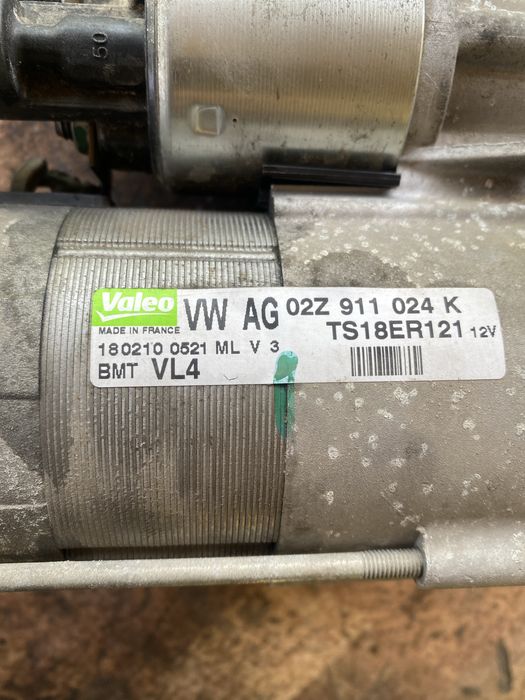 50
Valeo VW AG 02Z 911 024 K
MADE IN FRANCE TS18ER121 12V
180210 0521 ML V 3
BMT VL4